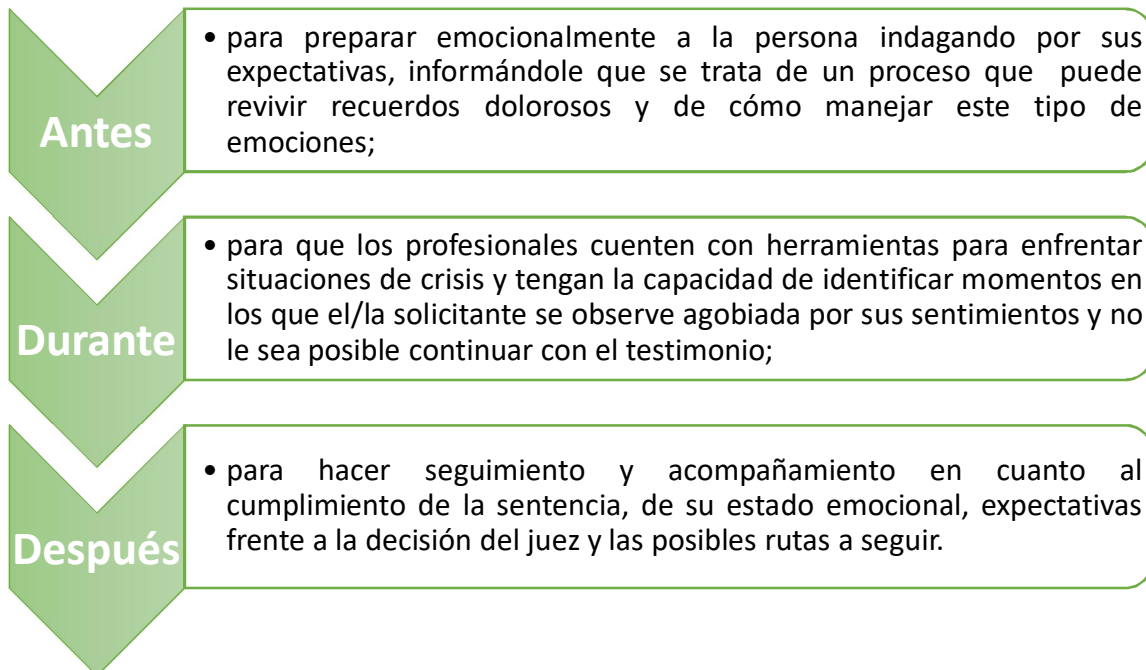 Antes
• para preparar emocionalmente a la persona indagando por sus
expectativas, informándole que se trata de un proceso que puede
revivir recuerdos dolorosos y de cómo manejar este tipo de
emociones;
Durante
• para que los profesionales cuenten con herramientas para enfrentar
situaciones de crisis y tengan la capacidad de identificar momentos en
los que el/la solicitante se observe agobiada por sus sentimientos y no
le sea posible continuar con el testimonio;
Después
• para hacer seguimiento y acompañamiento en cuanto al
cumplimiento de la sentencia, de su estado emocional, expectativas
frente a la decisión del juez y las posibles rutas a seguir.